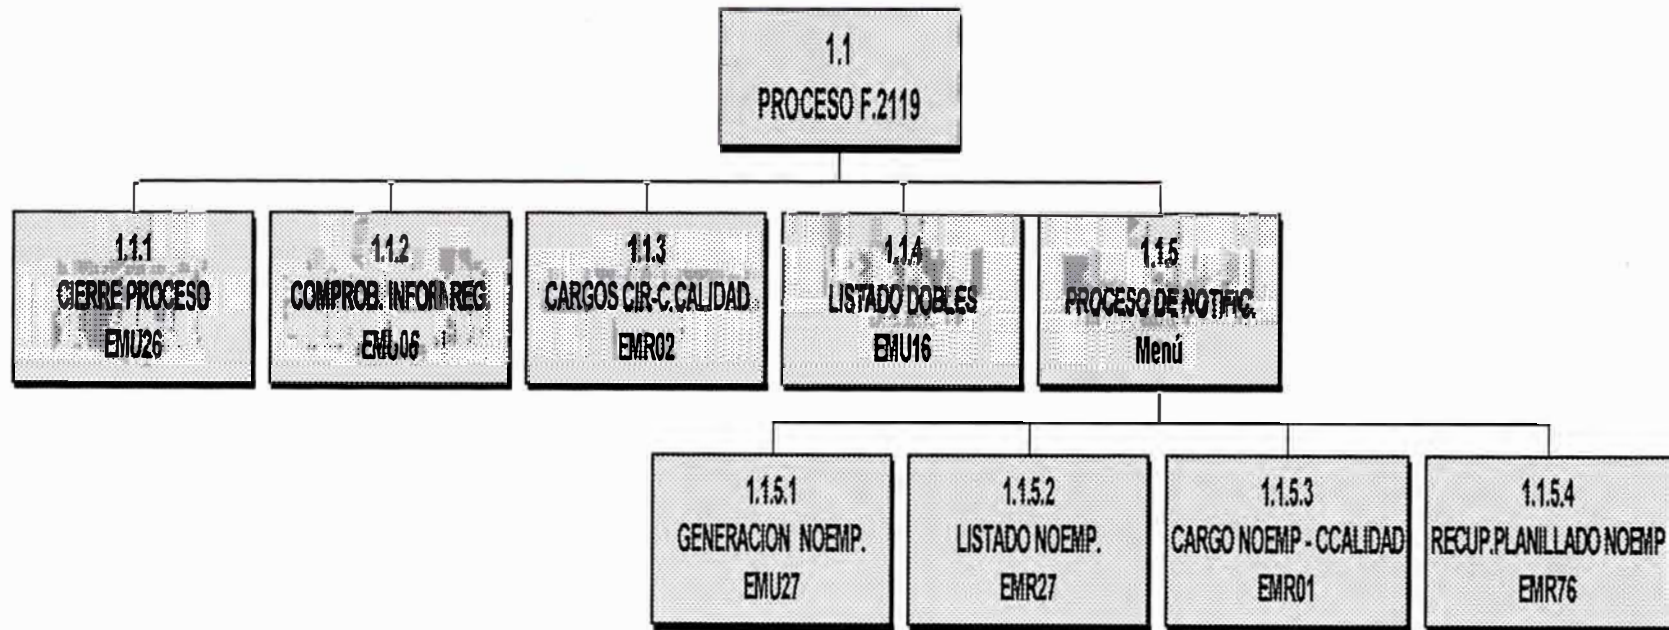 1.1
PROCESO F.2119
1.1.1
CIERRE PROCESO
EMU26
1.1.2
COMPROB. INFORM.REG.
EMU06
1.1.3
CARGOS CIR-C.CALIDAD
EMR02
1.1.4
LISTADO DOBLES
EMU16
1.1.5
PROCESO DE NOTIFIC.
Menú
1.1.5.1
GENERACION NOEMP.
EMU27
1.1.5.2
LISTADO NOEMP.
EMR27
1.1.5.3
CARGO NOEMP - CCALIDAD
EMR01
1.1.5.4
RECUP.PLANILLADO NOEMP
EMR76